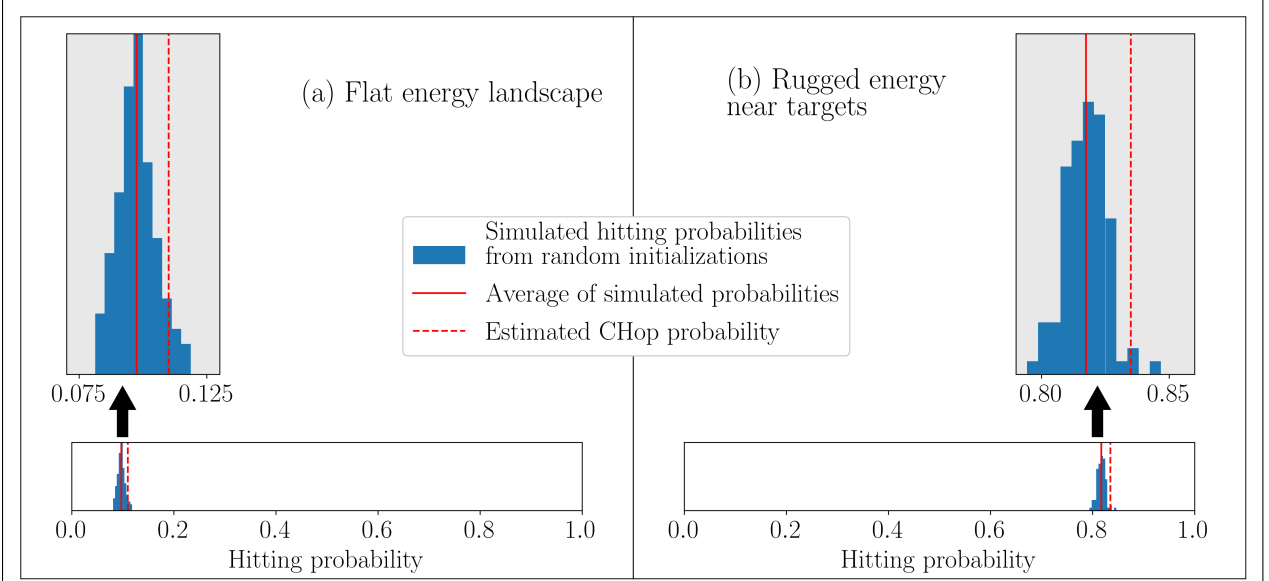 (a) Flat energy landscape
0.075 0.125
0.0 0.2 0.4 0.6 0.8 1.0
Hitting probability
(b) Rugged energy
near targets
0.80 0.85
0.0 0.2 0.4 0.6 0.8 1.0
Hitting probability
Simulated hitting probabilities
from random initializations
Average of simulated probabilities
Estimated CHop probability